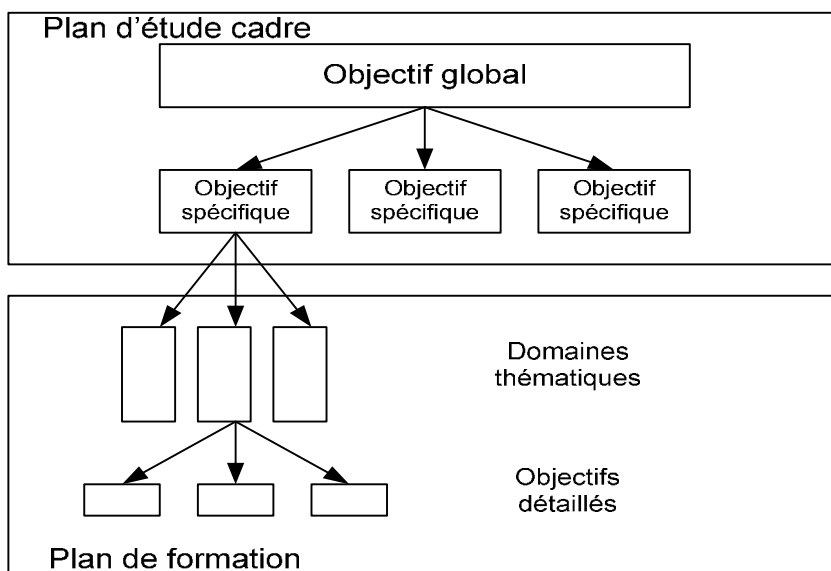 Plan d'étude cadre
Objectif global
Objectif
spécifique
Objectif
spécifique
Objectif
spécifique
Domaines
thématiques
Objectifs
détaillés
Plan de formation